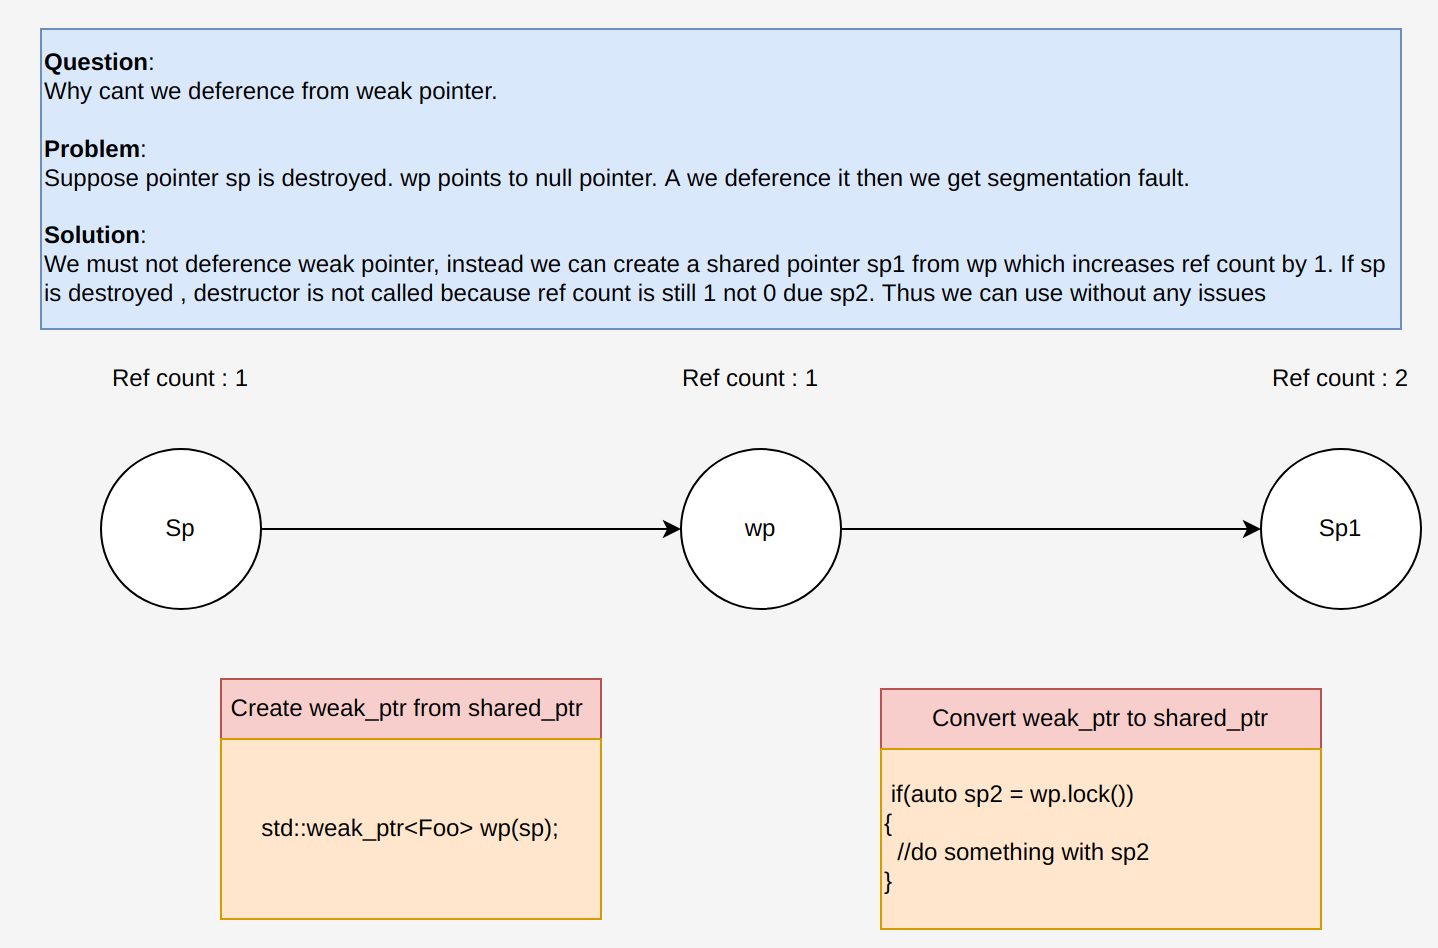 Question:
Why cant we deference from weak pointer.
Problem:
Suppose pointer sp is destroyed. wp points to null pointer. A we deference it then we get segmentation fault.
Solution:
We must not deference weak pointer, instead we can create a shared pointer sp1 from wp which increases ref count by 1. If sp
is destroyed , destructor is not called because ref count is still 1 not 0 due sp2. Thus we can use without any issues
Ref count : 1
Ref count : 1
Ref count : 2
Sp
wp
Sp1
Create weak_ptr from shared_ptr
std::weak_ptr<Foo> wp(sp);
Convert weak_ptr to shared_ptr
if(auto sp2 = wp.lock())
{
//do something with sp2
}